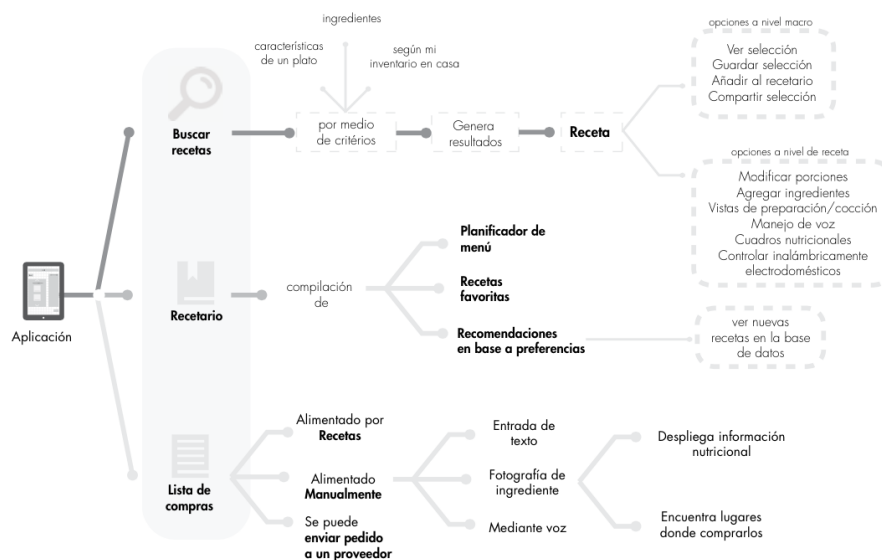 ingredientes
características
de un plato
según mi
inventario en casa
opciones a nivel macro
Ver selección
Guardar selección
Añadir al recetario
Compartir selección
Buscar
recetas
por medio
de critérios
Genera
resultados
Receta
opciones a nivel de receta
Modificar porciones
Agregar ingredientes
Vistas de preparación/cocción
Manejo de voz
Cuadros nutricionales
Controlar inalámbricamente
electrodomésticos
Aplicación
Recetario
compilación
de
Planificador de
menú
Recetas
favoritas
Recomendaciones
en base a preferencias
ver nuevas
recetas en la base
de datos
Lista de
compras
Alimentado por
Recetas
Alimentado
Manualmente
Se puede
enviar pedido
a un proveedor
Entrada de
texto
Fotografía de
ingrediente
Mediante voz
Despliega información
nutricional
Encuentra lugares
donde comprarlos